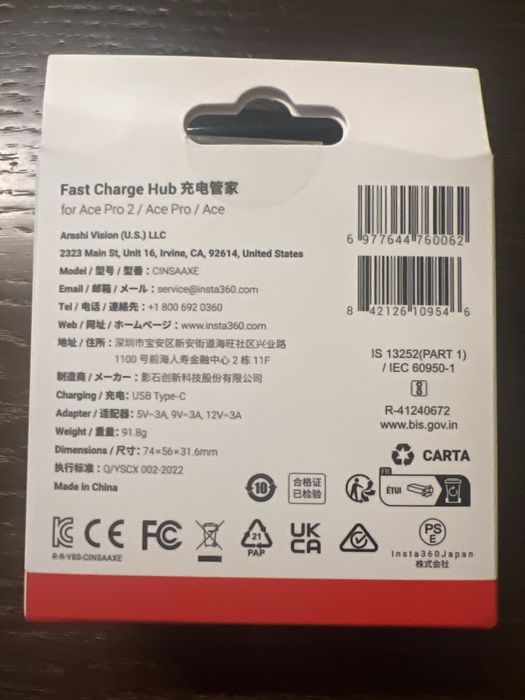 Fast Charge Hub 充电管家
for Ace Pro 2 / Ace Pro / Ace
Arashi Vision (U.S.) LLC
2323 Main St, Unit 16, Irvine, CA, 92614, United States
Model / 型号 / 型番：CINSAAXE
Email / 邮箱 / メール：service@insta360.com
Tel / 电话 / 連絡先：+1 800 692 0360
Web / 网址 / ホームページ：www.insta360.com
地址 / 住所：深圳市宝安区新安街道海旺社区兴业路
1100 号前海人寿金融中心 2 栋 11F
制造商 / メーカー：影石创新科技股份有限公司
Charging / 充电: USB Type-C
Adapter / 适配器: 5V⎓3A, 9V⎓3A, 12V⎓3A
Weight / 重量: 91.8g
Dimensions / 尺寸: 74×56×31.6mm
执行标准：Q/YSCX 002-2022
Made in China
6 977644 760062
8 42126 10954 6
IS 13252(PART 1)
/ IEC 60950-1
R-41240672
www.bis.gov.in
CARTA
10
合格证
已检验
FR
ÉTUI
R-R-YSS-CINSAAXE
CE
FC
21
PAP
UK
CA
PS
E
Insta360Japan
株式会社